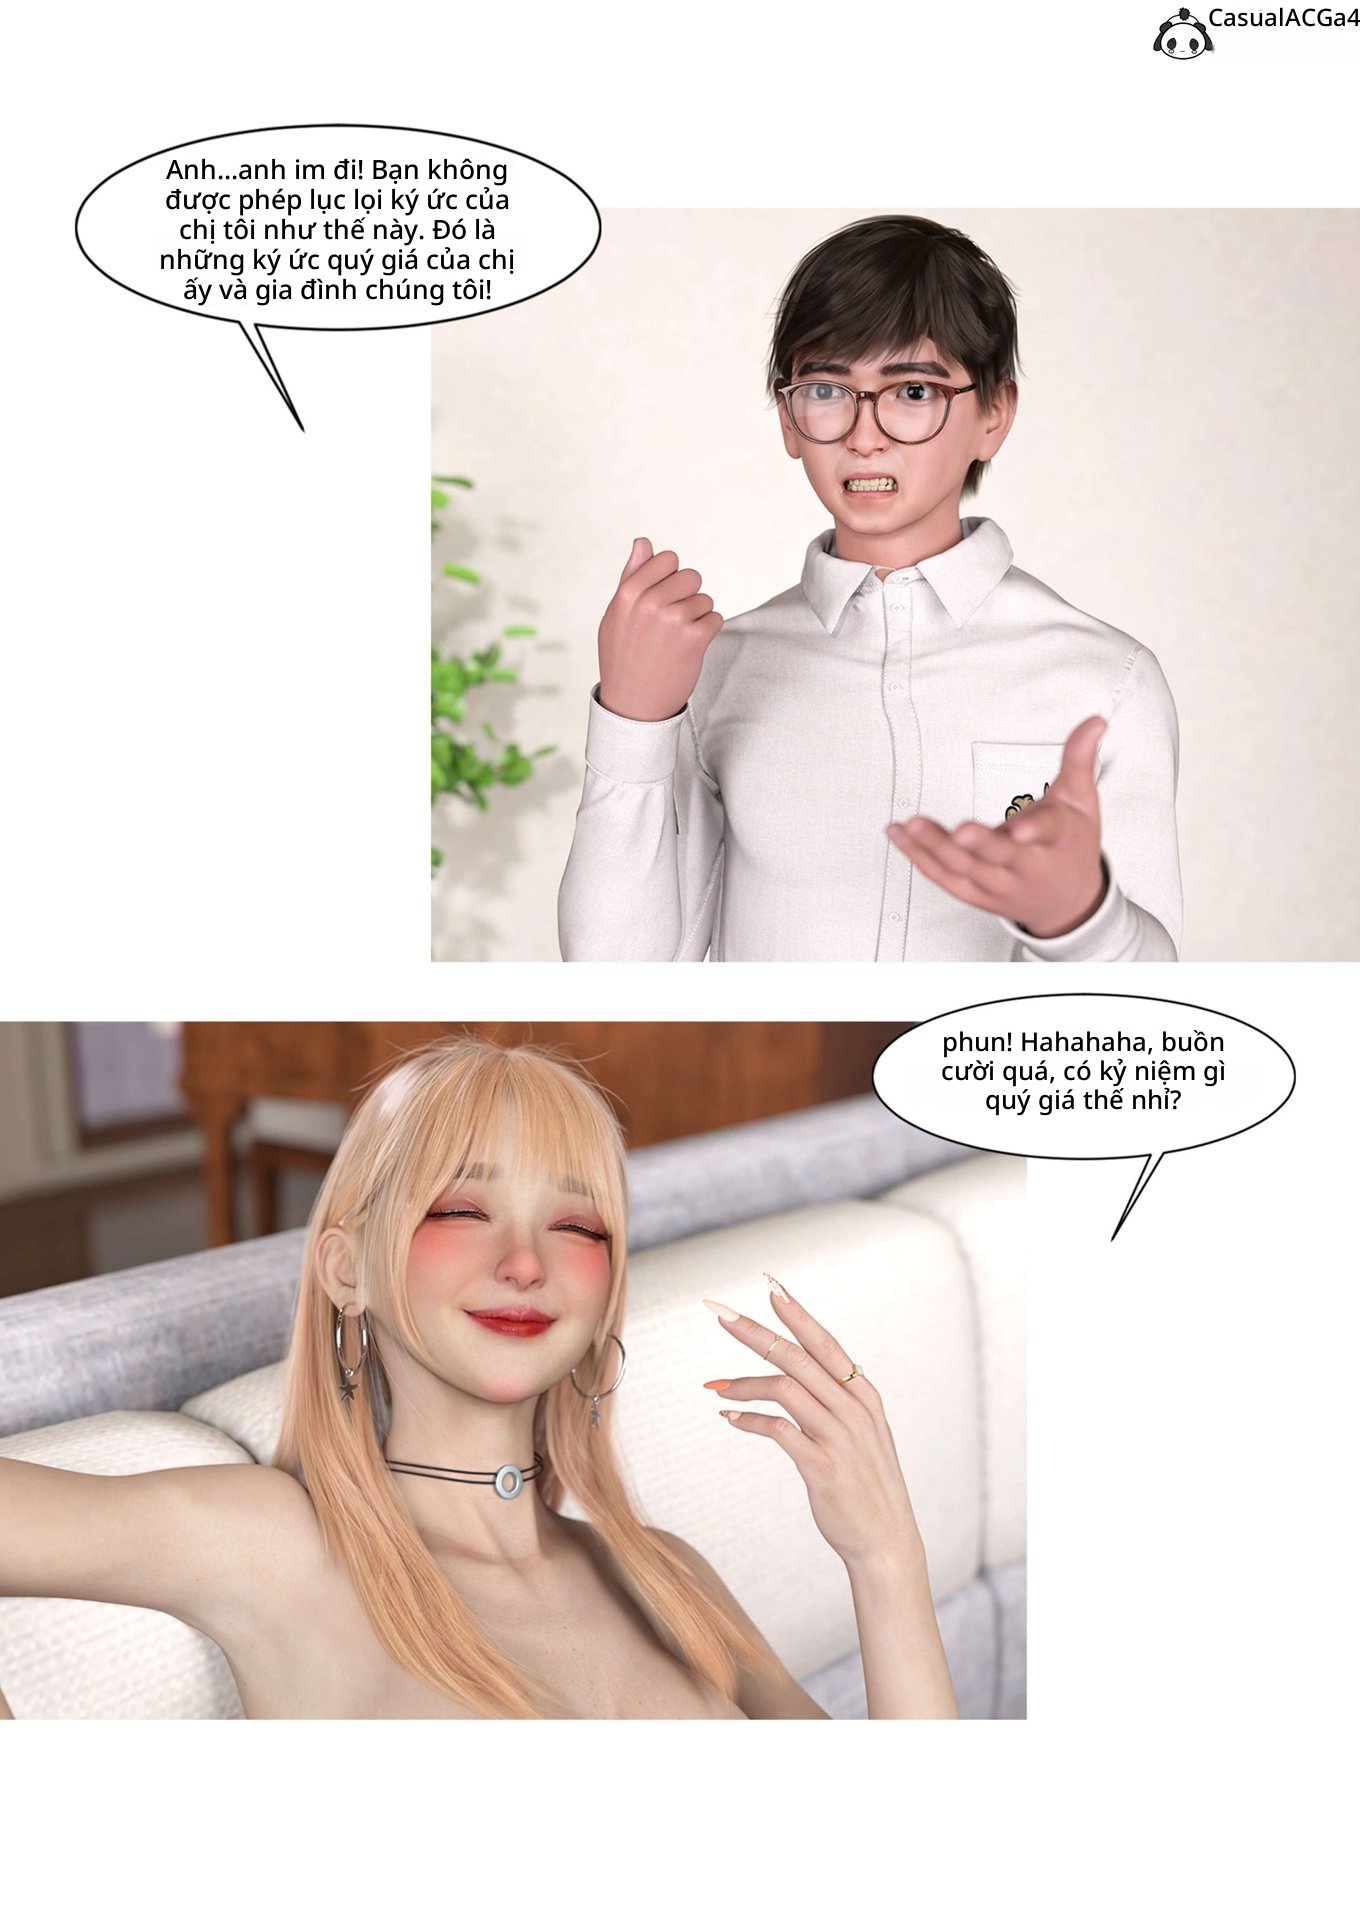 CasualACGa4
Anh...anh im đi! Bạn không
được phép lục lọi ký ức của
chị tôi như thế này. Đó là
những ký ức quý giá của chị
ấy và gia đình chúng tôi!
phun! Hahahaha, buồn
cười quá, có kỷ niệm gì
quý giá thế nhỉ?